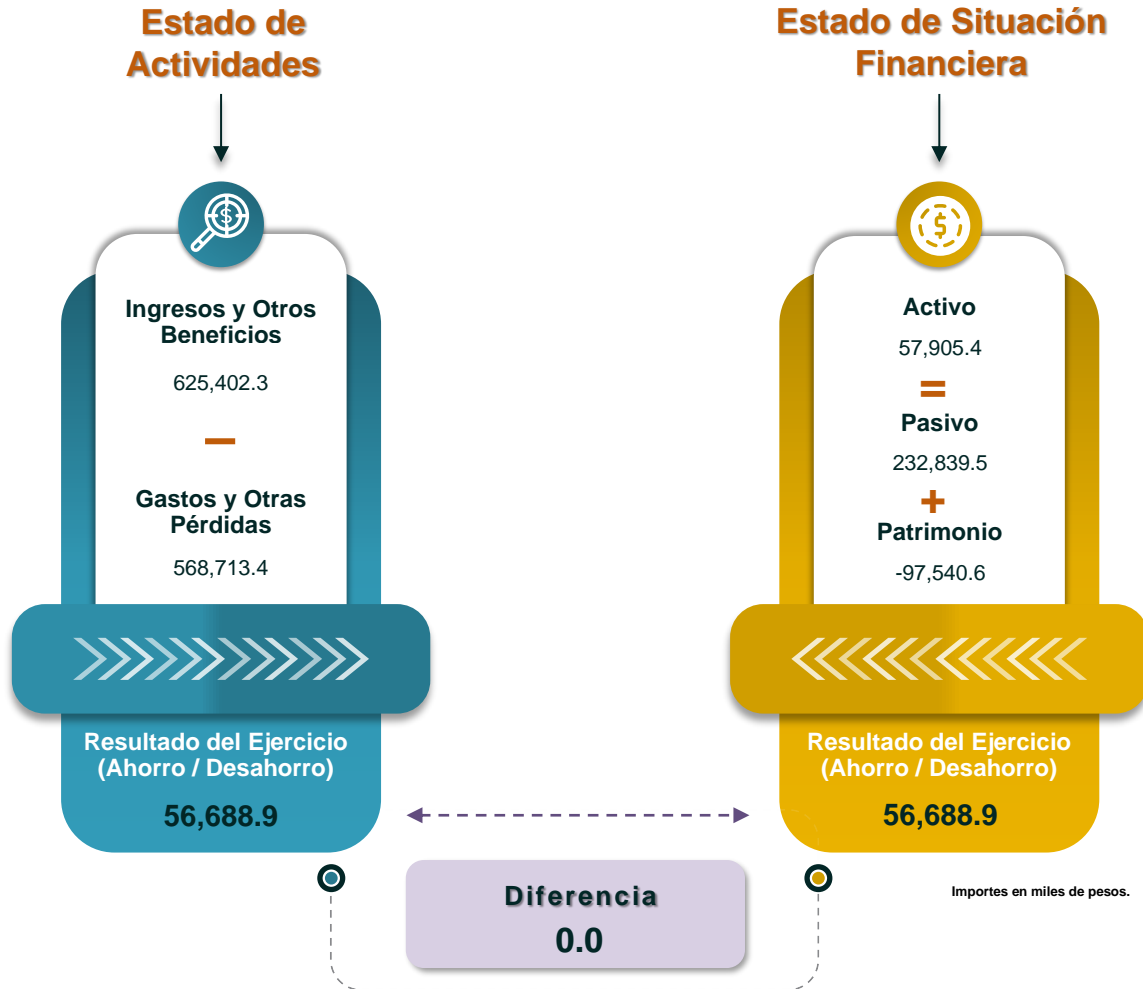 Estado de
Actividades
Ingresos y Otros
Beneficios
625,402.3
–
Gastos y Otras
Pérdidas
568,713.4
Resultado del Ejercicio
(Ahorro / Desahorro)
56,688.9
Estado de Situación
Financiera
Activo
57,905.4
=
Pasivo
232,839.5
+
Patrimonio
-97,540.6
Resultado del Ejercicio
(Ahorro / Desahorro)
56,688.9
Diferencia
0.0
Importes en miles de pesos.